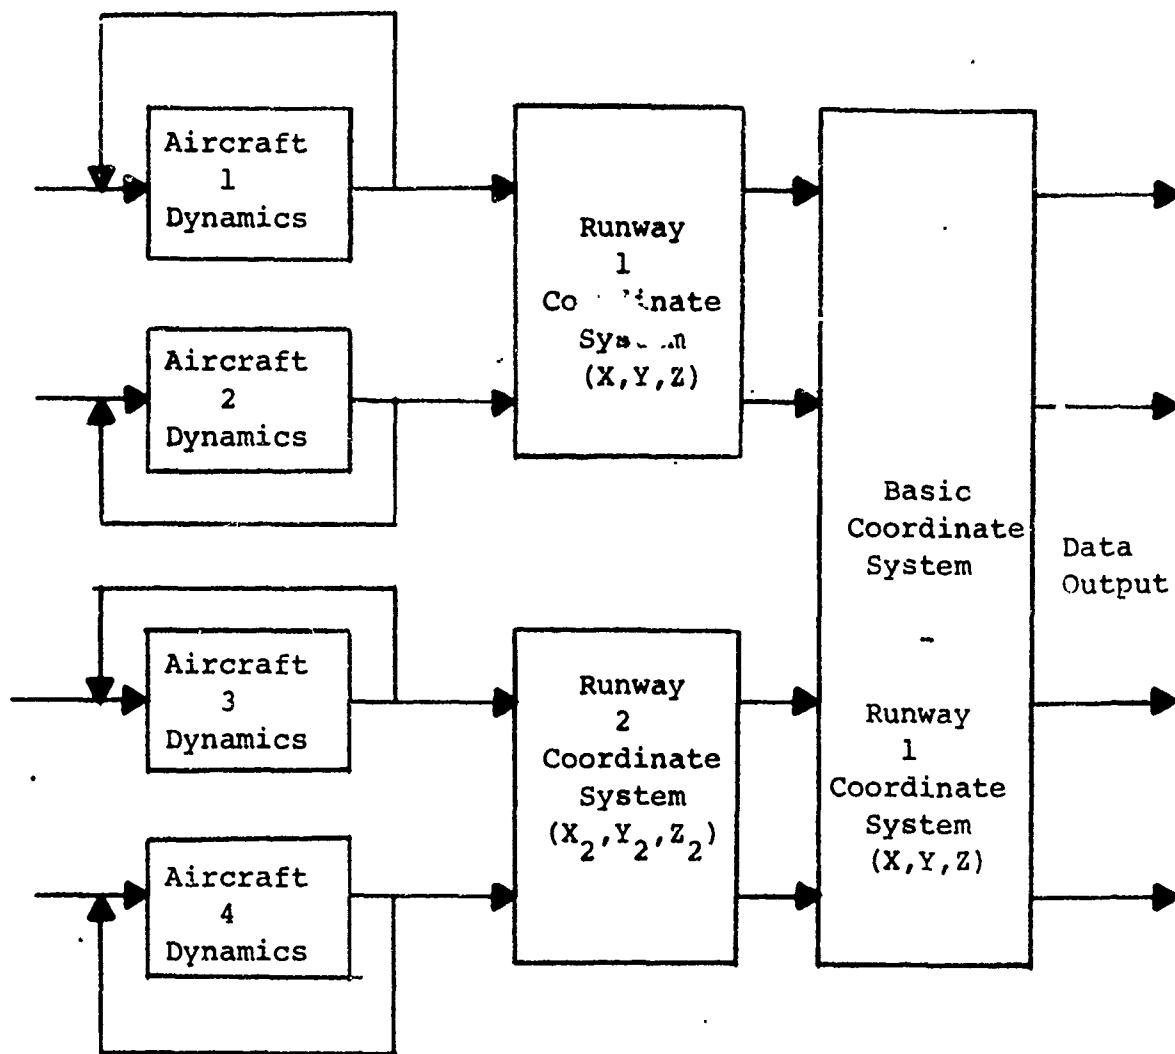 Aircraft
1
Dynamics
Aircraft
2
Dynamics
Aircraft
3
Dynamics
Aircraft
4
Dynamics
Runway
1
(X,Y,Z)
Runway
2
Coordinate
System
(X₂,Y₂,Z₂)
Basic
Coordinate
System
-
Runway
1
Coordinate
System
(X,Y,Z)
Data
Output